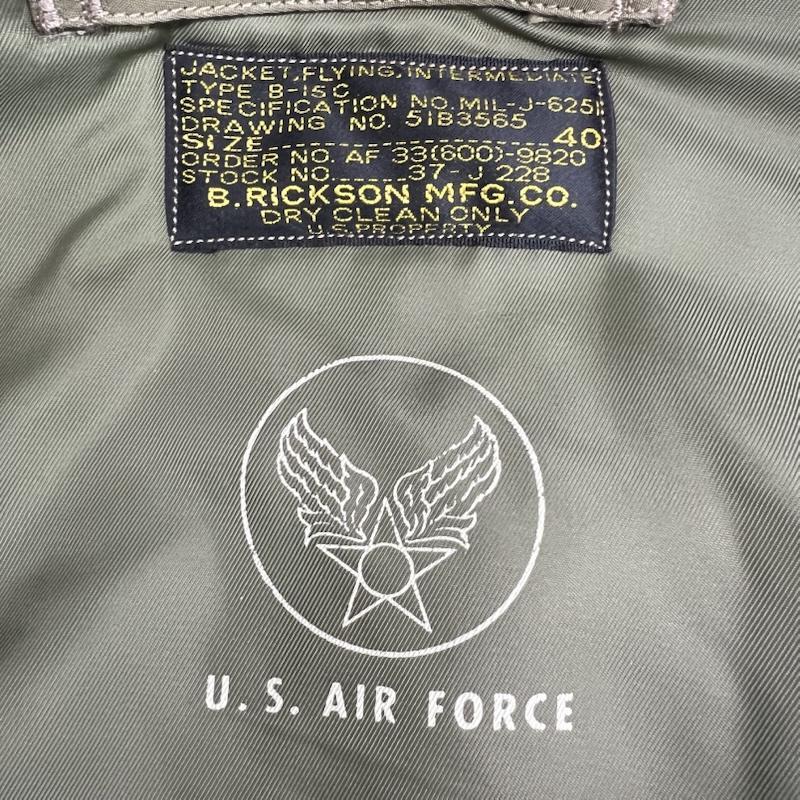 JACKET, FLYING, INTERMEDIATE
TYPE B-15C
SPECIFICATION NO. MIL-J-6251
DRAWING NO. 51B3565
SIZE 40
ORDER NO. AF 33(600)-9820
STOCK NO. 37-J 228
B. RICKSON MFG. CO.
DRY CLEAN ONLY
U.S. PROPERTY
U. S. AIR FORCE